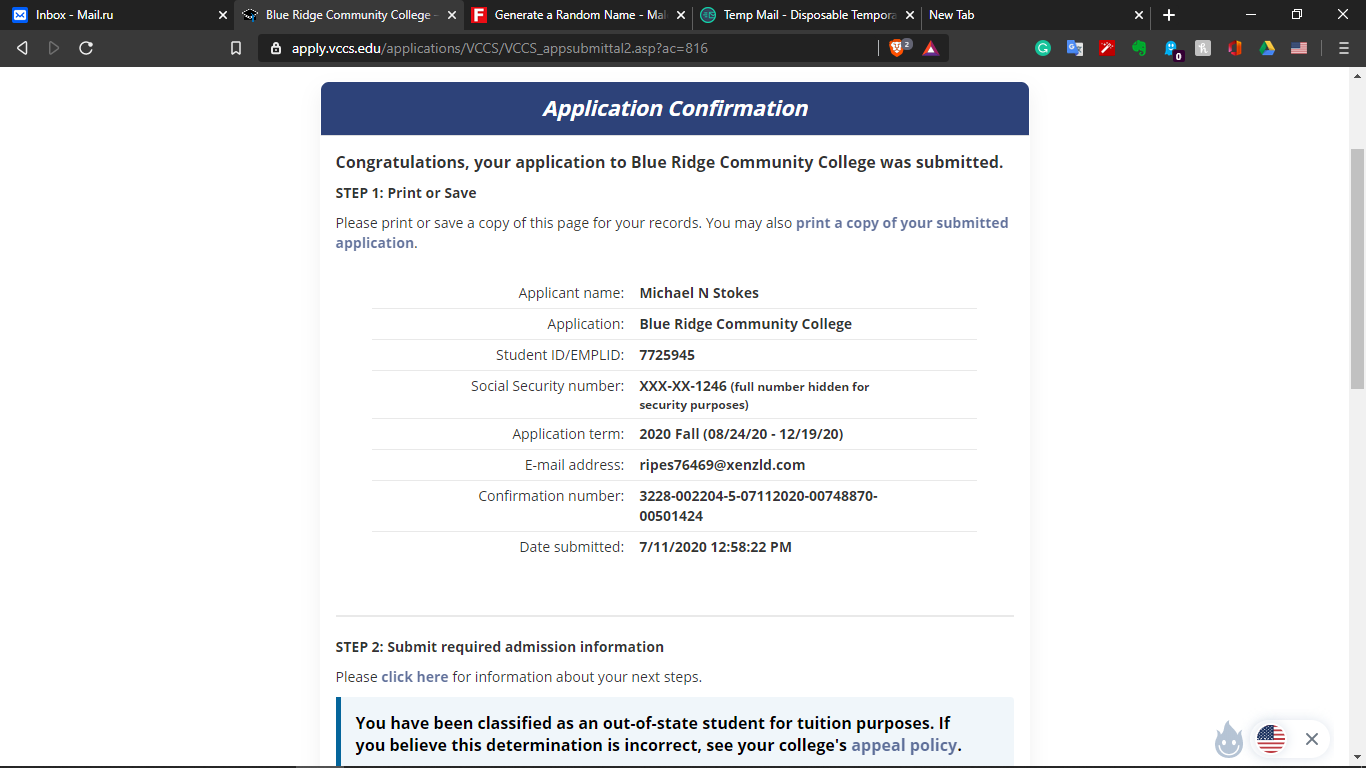 Inbox - Mail.ru
Blue Ridge Community College -
Generate a Random Name - Mal
Temp Mail - Disposable Tempora
New Tab
apply.vccs.edu/applications/VCCS/VCCS_appsubmittal2.asp?ac=816
2
0
Application Confirmation
Congratulations, your application to Blue Ridge Community College was submitted.
STEP 1: Print or Save
Please print or save a copy of this page for your records. You may also print a copy of your submitted
application.
Applicant name: Michael N Stokes
Application: Blue Ridge Community College
Student ID/EMPLID: 7725945
Social Security number: XXX-XX-1246 (full number hidden for
security purposes)
Application term: 2020 Fall (08/24/20 - 12/19/20)
E-mail address: ripes76469@xenzld.com
Confirmation number: 3228-002204-5-07112020-00748870-
00501424
Date submitted: 7/11/2020 12:58:22 PM
STEP 2: Submit required admission information
Please click here for information about your next steps.
You have been classified as an out-of-state student for tuition purposes. If
you believe this determination is incorrect, see your college's appeal policy.